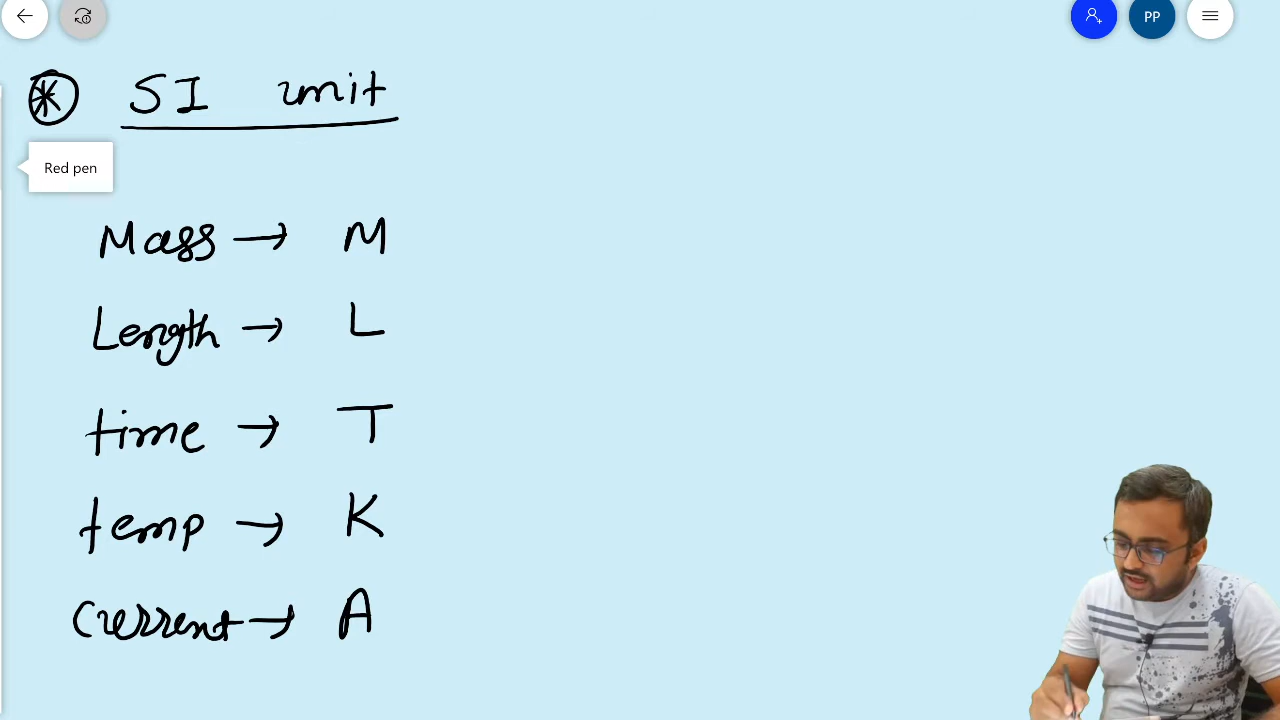 PP
SI unit
Red pen
Mass → M
Length → L
time → T
temp → K
Current → A